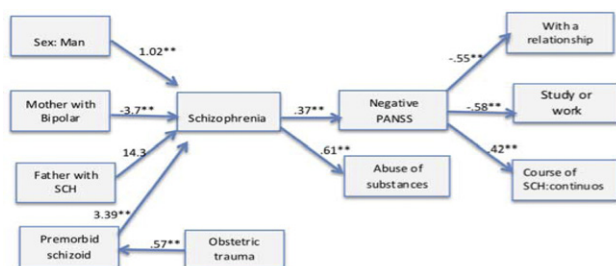 With a
relationship
Sex: Man
1.02**
-.55**
Mother with
Bipolar
-3.7**
Schizophrenia
.37**
Negative
PANSS
-.58**
Study or
work
14.3
.61**
.42**
Father with
SCH
Abuse of
substances
Course of
SCH:continuos
3.39**
Premorbid
schizoid
.57**
Obstetric
trauma